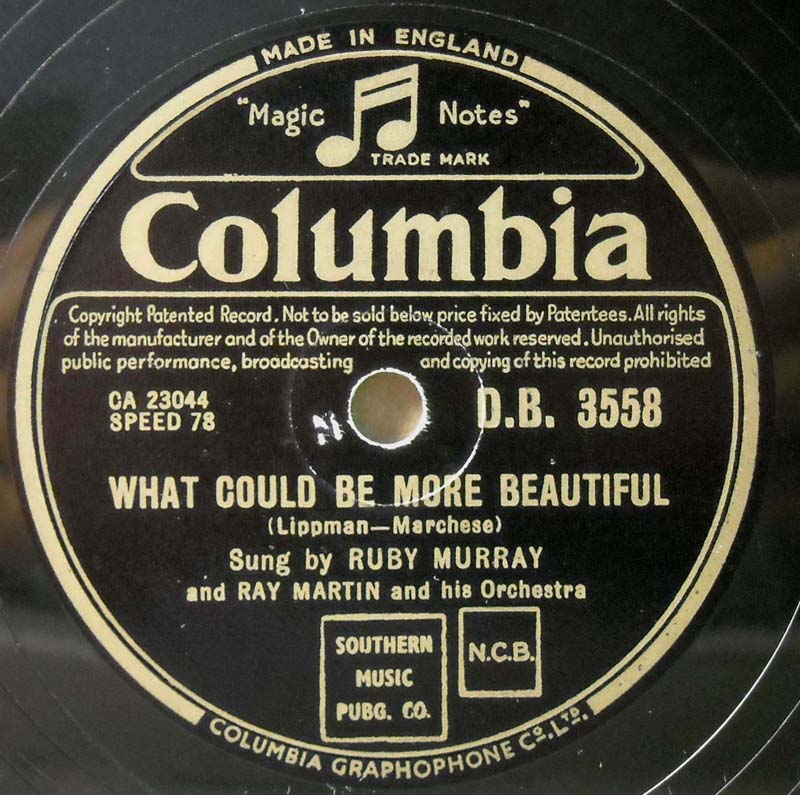 MADE IN ENGLAND
"Magic Notes"
TRADE MARK
Columbia
Copyright Patented Record. Not to be sold below price fixed by Patentees. All rights
of the manufacturer and of the Owner of the recorded work reserved. Unauthorised
public performance, broadcasting and copying of this record prohibited
CA 23044
SPEED 78
D.B. 3558
N
WHAT COULD BE MORE BEAUTIFUL
(Lippman—Marchese)
Sung by RUBY MURRAY
and RAY MARTIN and his Orchestra
SOUTHERN
MUSIC
PUBG. CO.
N.C.B.
COLUMBIA GRAPHOPHONE CO. LTD.